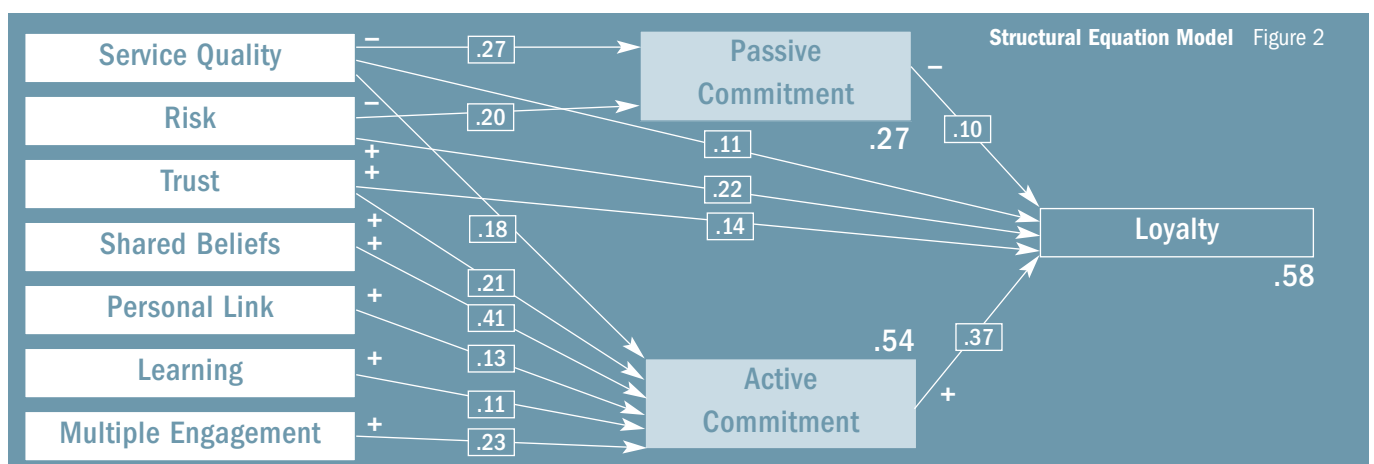 Structural Equation Model Figure 2
Service Quality
Risk
Trust
Shared Beliefs
Personal Link
Learning
Multiple Engagement
–
–
+
+
+
+
+
+
+
.27
.20
.11
.22
.14
.18
.21
.41
.13
.11
.23
Passive
Commitment
.27
–
.10
Loyalty
.58
.54
Active
Commitment
.37
+